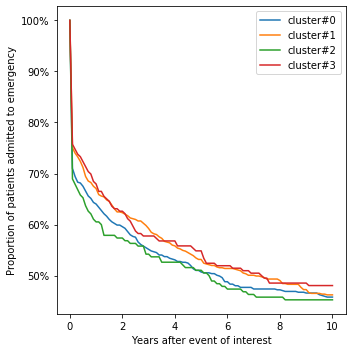 cluster#0
cluster#1
cluster#2
cluster#3
100%
90%
80%
70%
60%
50%
Proportion of patients admitted to emergency
0
2
4
6
8
10
Years after event of interest